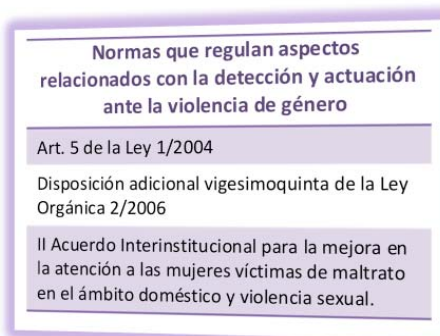 Normas que regulan aspectos
relacionados con la detección y actuación
ante la violencia de género
Art. 5 de la Ley 1/2004
Disposición adicional vigesimoquinta de la Ley
Orgánica 2/2006
II Acuerdo Interinstitucional para la mejora en
la atención a las mujeres víctimas de maltrato
en el ámbito doméstico y violencia sexual.